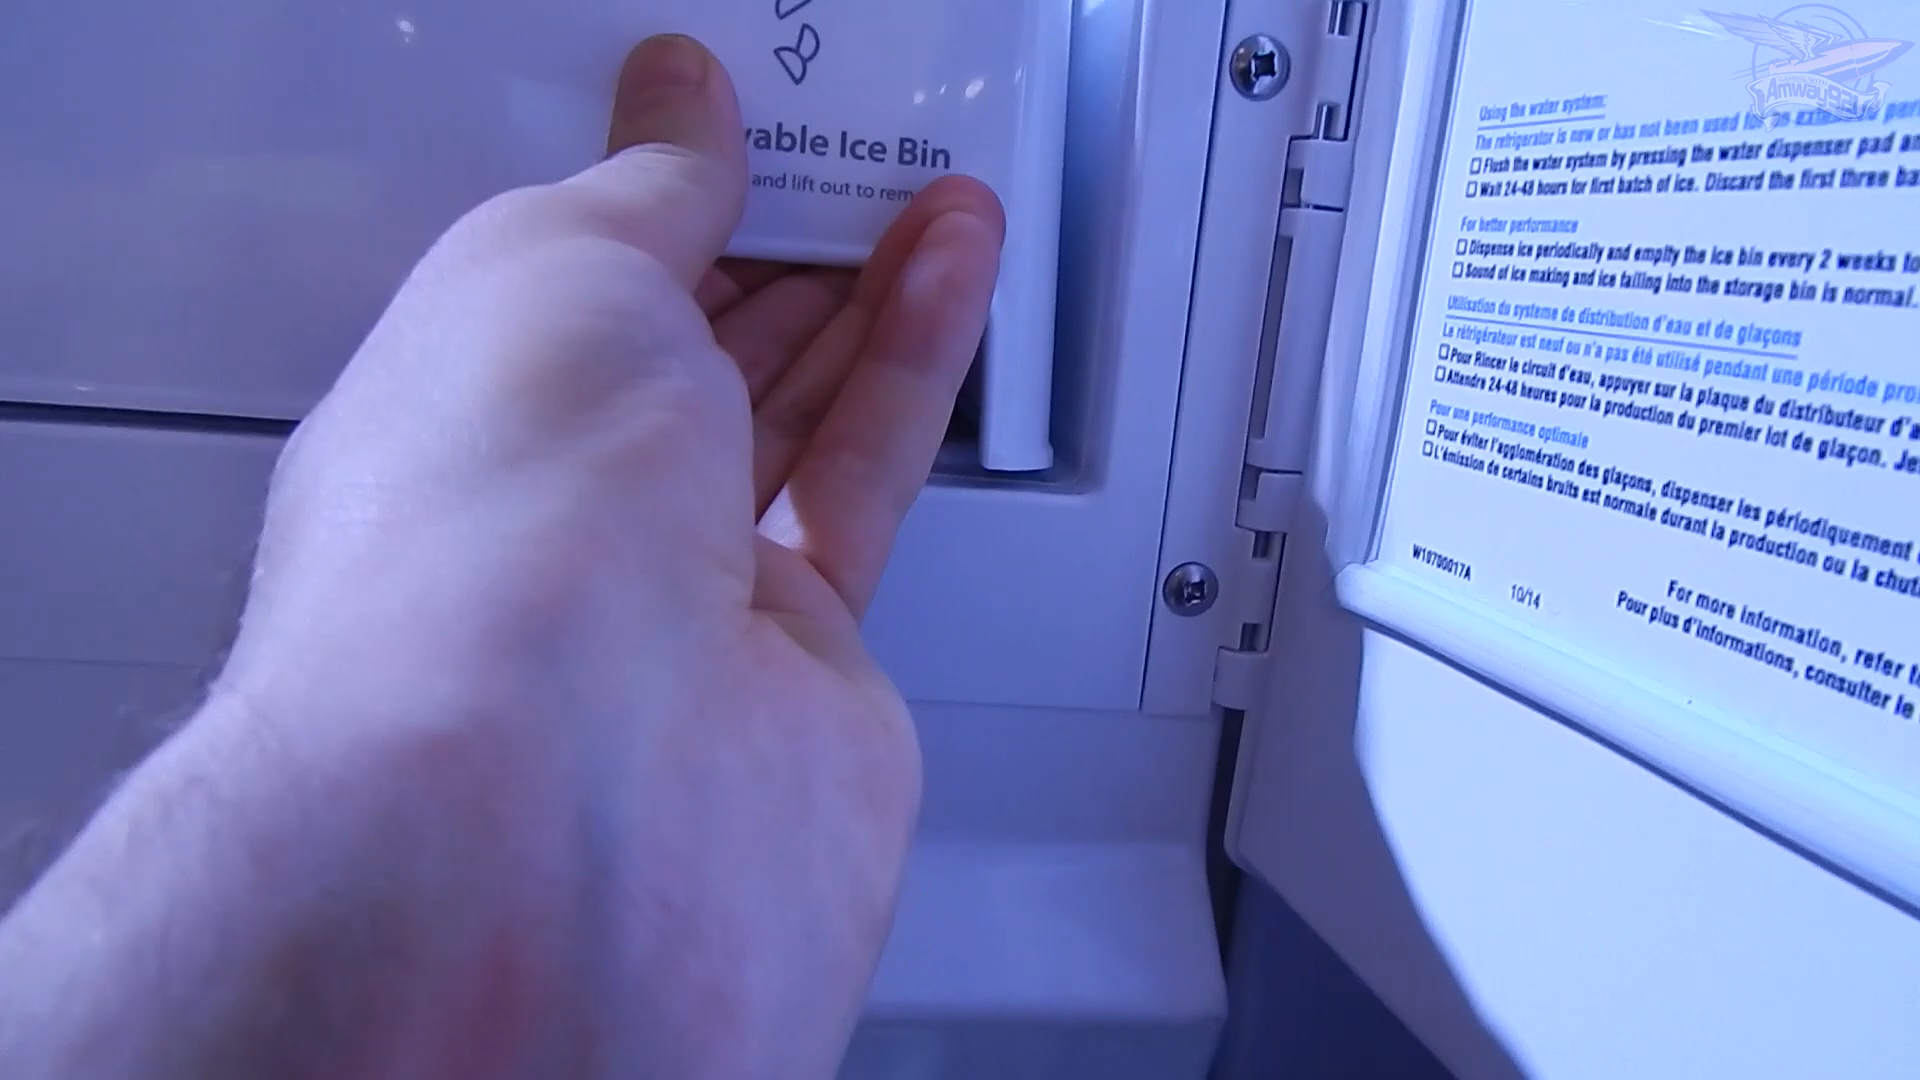 vable Ice Bin
and lift out to rem
Amway921
Using the water system:
The refrigerator is new or has not been used for an extended per
☐ Flush the water system by pressing the water dispenser pad an
☐ Wait 24-48 hours for first batch of ice. Discard the first three ba
For better performance
☐ Dispense ice periodically and empity the ice bin every 2 weeks to
☐ Sound of ice making and ice falling into the storage bin is normal.
Utilisation du systeme de distribution d'eau et de glaçons
Le réfrigérateur est neuf ou n'a pas été utilisé pendant une période pro
☐ Pour Rincer le circuit d'eau, appuyer sur la plaque du distributeur d'a
☐ Attendre 24-48 heures pour la production du premier lot de glaçon. Je
Pour une performance optimale
☐ Pour éviter l'agglomération des glaçons, dispenser les périodiquement
☐ L'émission de certains bruits est normale durant la production ou la chut
W10700017A
10/14
For more information, refer t
Pour plus d'informations, consulter le